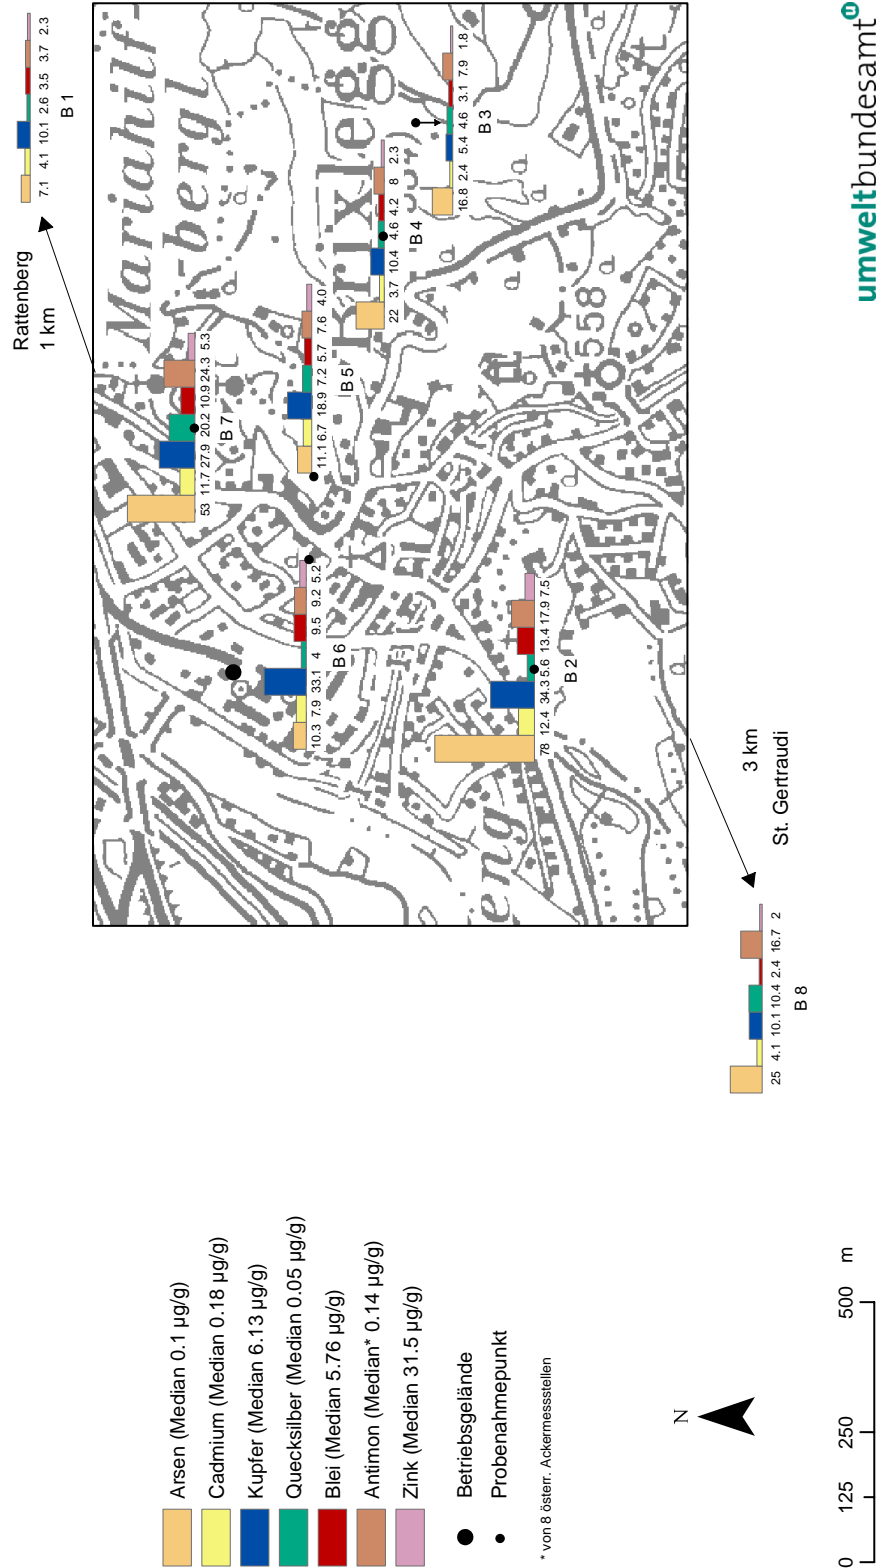 Rattenberg
1 km
7.1 4.1 10.1 2.6 3.5 3.7 2.3
B 1
Mariahilf-
bergl
53 11.7 27.9 20.2 10.9 24.3 5.3
B 7
10.3 7.9 33.1 4 9.5 9.2 5.2
B 6
11.1 6.7 18.9 7.2 5.7 7.6 4.0
B 5
Brixlegg
22 3.7 10.4 4.6 4.2 8 2.3
B 4
16.8 2.4 5.4 4.6 3.1 7.9 1.8
B 3
78 12.4 34.3 5.6 13.4 17.9 7.5
B 2
558
eng
3 km
St. Gertraudi
25 4.1 10.1 10.4 2.4 16.7 2
B 8
Arsen (Median 0.1 µg/g)
Cadmium (Median 0.18 µg/g)
Kupfer (Median 6.13 µg/g)
Quecksilber (Median 0.05 µg/g)
Blei (Median 5.76 µg/g)
Antimon (Median* 0.14 µg/g)
Zink (Median 31.5 µg/g)
Betriebsgelände
Probenahmepunkt
* von 8 österr. Ackermessstellen
N
0 125 250 500 m
umweltbundesamt